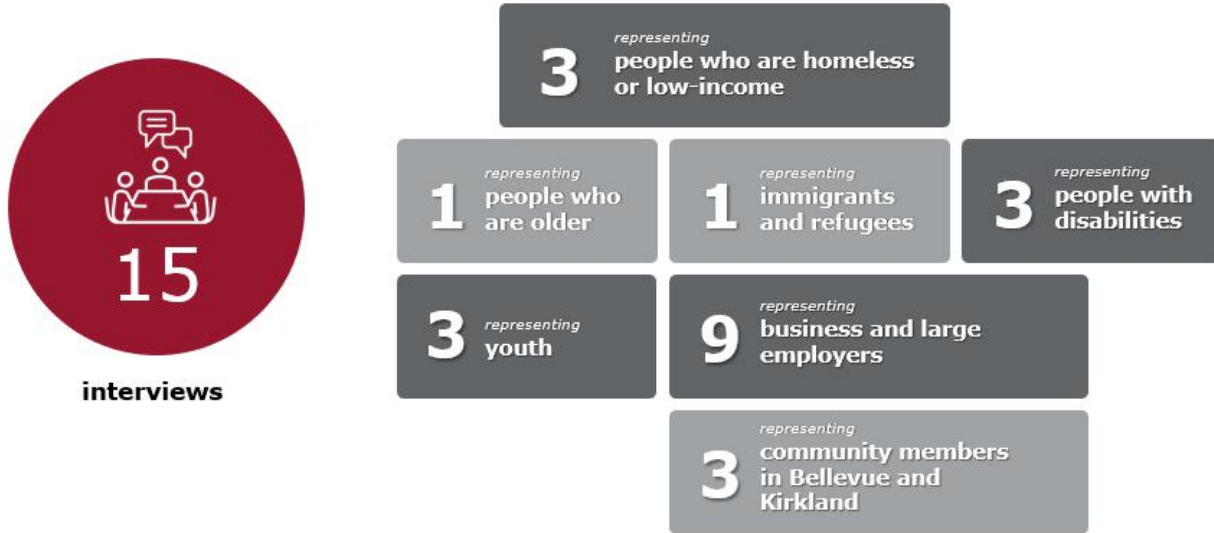 15
interviews
3
representing
people who are homeless
or low-income
1
representing
people who
are older
1
representing
immigrants
and refugees
3
representing
people with
disabilities
3
representing
youth
9
representing
business and large
employers
3
representing
community members
in Bellevue and
Kirkland